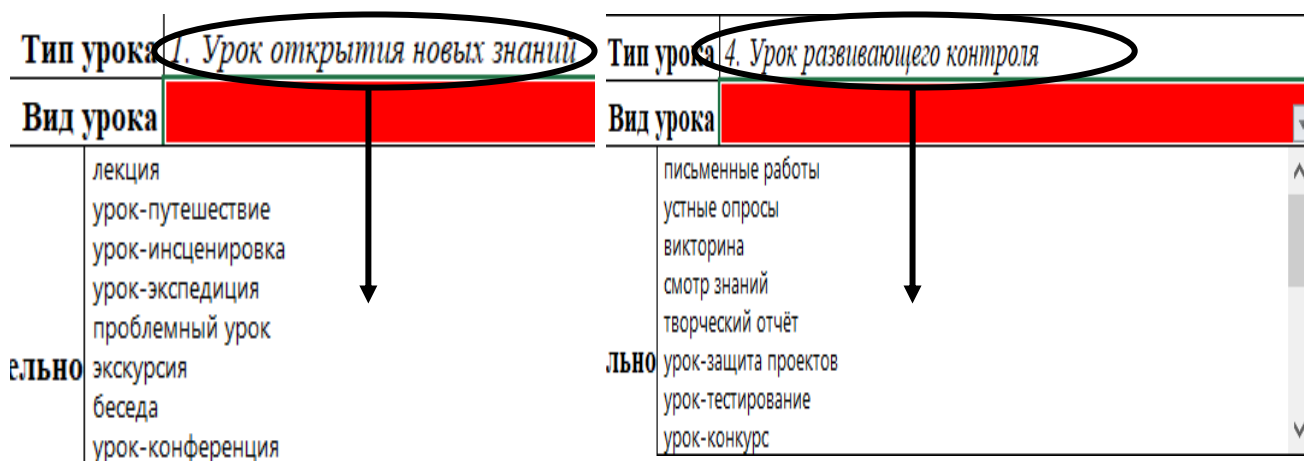 Тип урока 1. Урок открытия новых знаний
Вид урока
лекция
урок-путешествие
урок-инсценировка
урок-экспедиция
проблемный урок
ельно экскурсия
беседа
урок-конференция
Тип урока 4. Урок развивающего контроля
Вид урока
письменные работы
устные опросы
викторина
смотр знаний
творческий отчёт
льно урок-защита проектов
урок-тестирование
урок-конкурс